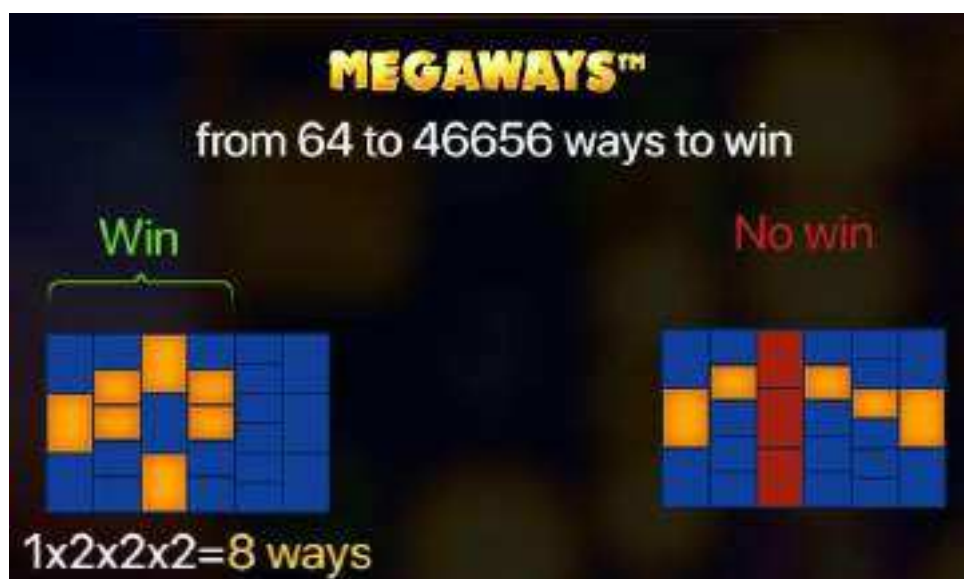 MEGAWAYS™
from 64 to 46656 ways to win
Win
No win
1x2x2x2=8 ways